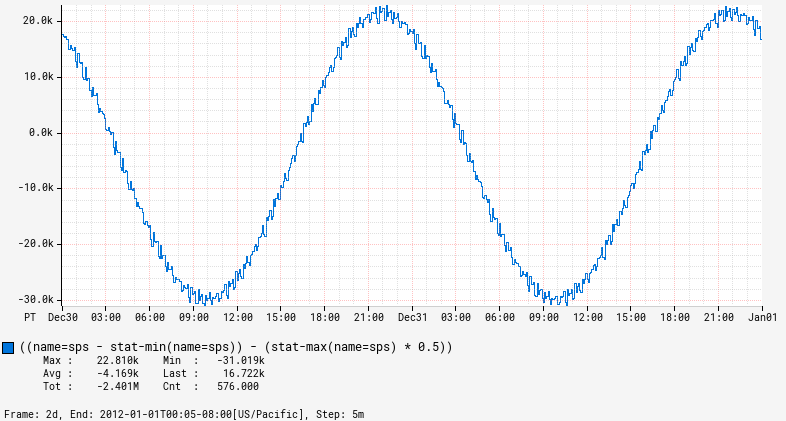 20.0k
10.0k
0.0k
-10.0k
-20.0k
-30.0k
PT Dec30 03:00 06:00 09:00 12:00 15:00 18:00 21:00 Dec31 03:00 06:00 09:00 12:00 15:00 18:00 21:00 Jan01
((name=sps - stat-min(name=sps)) - (stat-max(name=sps) * 0.5))
Max : 22.810k Min : -31.019k
Avg : -4.169k Last : 16.722k
Tot : -2.401M Cnt : 576.000
Frame: 2d, End: 2012-01-01T00:05-08:00[US/Pacific], Step: 5m